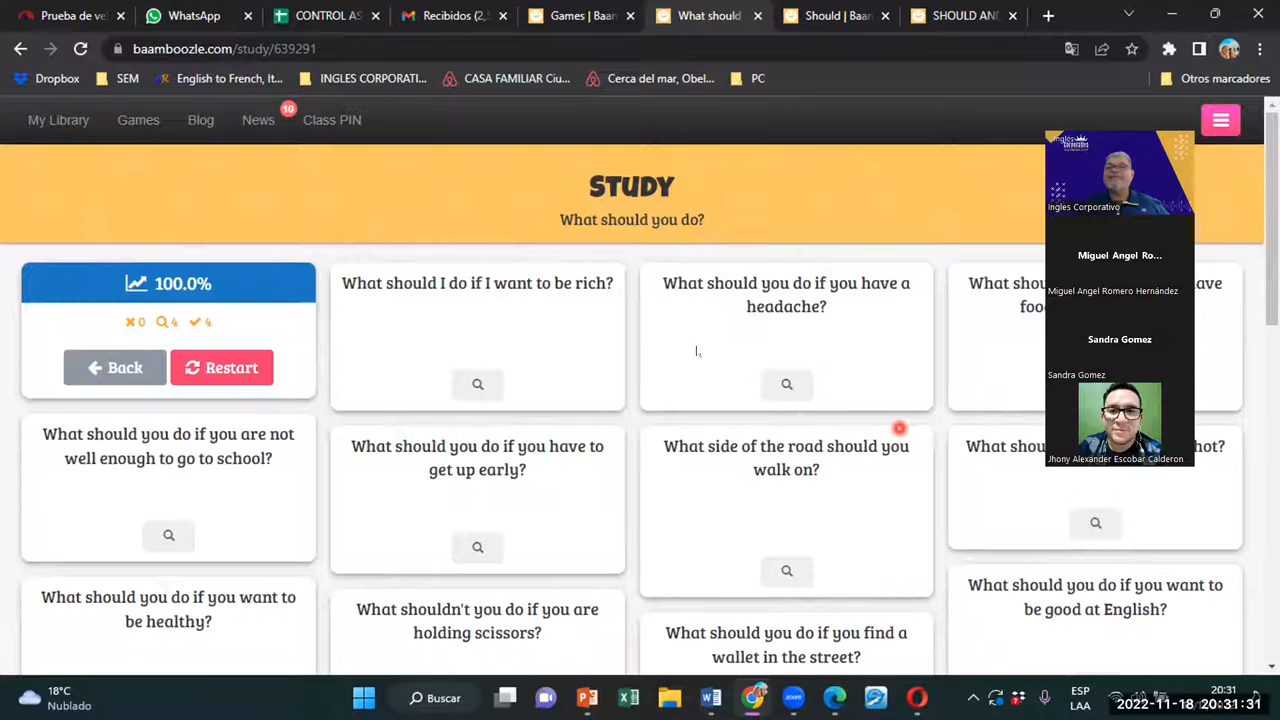 Prueba de ve
WhatsApp
CONTROL AS
Recibidos (2,5
Games | Baam
What should
Should | Baam
SHOULD AND
baamboozle.com/study/639291
Dropbox
SEM
English to French, It...
INGLES CORPORATI...
CASA FAMILIAR Ciu...
Cerca del mar, Obel...
PC
Otros marcadores
My Library
Games
Blog
News
10
Class PIN
STUDY
What should you do?
Ingles Corporativo
Miguel Angel Ro...
Miguel Angel Romero Hernández
Sandra Gomez
Sandra Gomez
Jhony Alexander Escobar Calderon
100.0%
0
4
4
Back
Restart
What should I do if I want to be rich?
What should you do if you have a
headache?
What shou
ave
foo
What should you do if you are not
well enough to go to school?
What should you do if you have to
get up early?
What side of the road should you
walk on?
What shou
hot?
What should you do if you want to
be healthy?
What shouldn't you do if you are
holding scissors?
What should you do if you find a
wallet in the street?
What should you do if you want to
be good at English?
18°C
Nublado
Buscar
ESP
LAA
20:31
2022-11-18 20:31:31